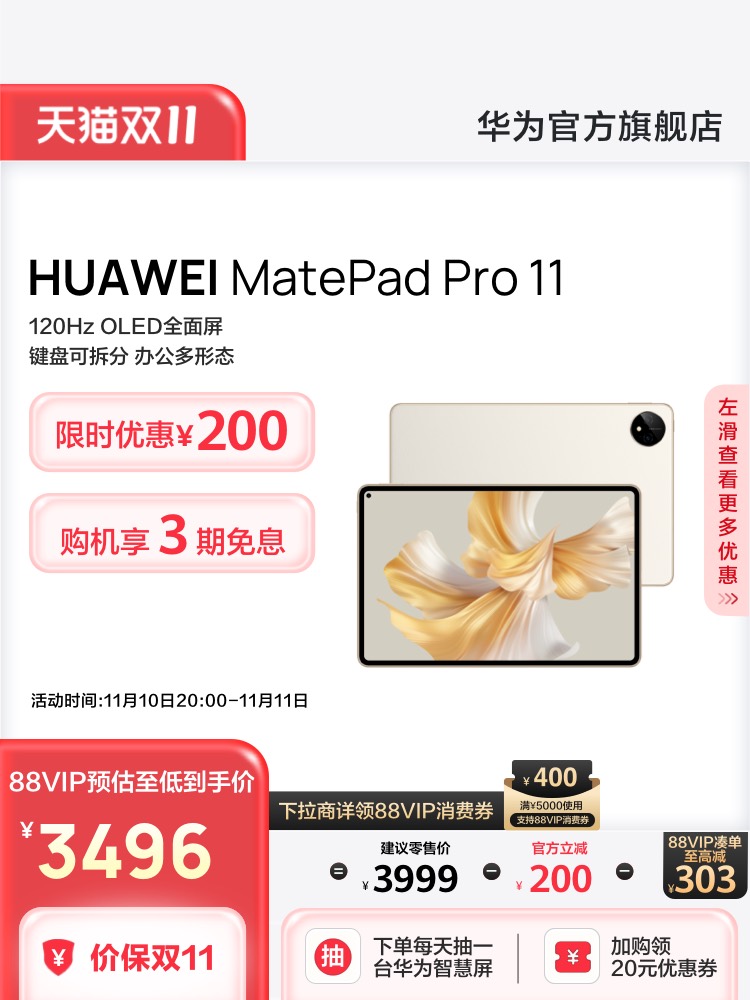 天猫双11
华为官方旗舰店
HUAWEI MatePad Pro 11
120Hz OLED全面屏
键盘可拆分 办公多形态
限时优惠¥200
购机享 3 期免息
左滑查看更多优惠
活动时间:11月10日20:00-11月11日
88VIP预估至低到手价
¥3496
下拉商详领88VIP消费券
¥400
满¥5000使用
支持88VIP消费券
=
建议零售价
¥3999
-
官方立减
¥200
-
88VIP凑单
至高减
¥303
¥ 价保双11
抽
下单每天抽一
台华为智慧屏
¥
加购领
20元优惠券